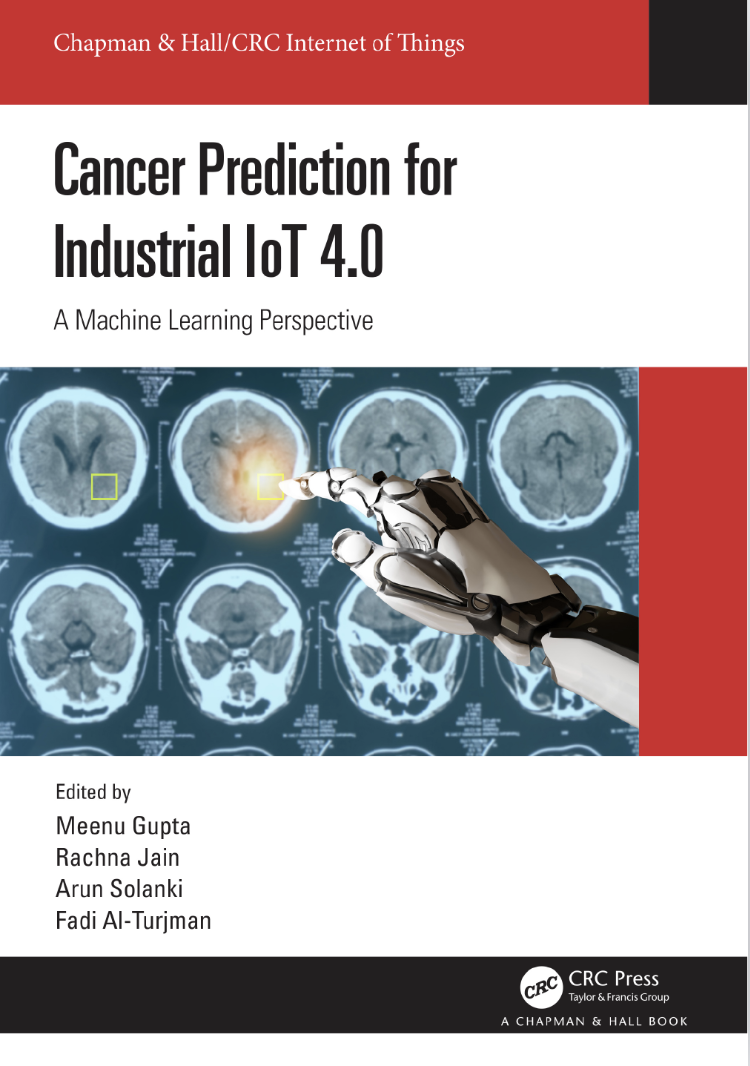 Chapman & Hall/CRC Internet of Things
Cancer Prediction for
Industrial IoT 4.0
A Machine Learning Perspective
Edited by
Meenu Gupta
Rachna Jain
Arun Solanki
Fadi Al-Turjman
CRC
CRC Press
Taylor & Francis Group
A CHAPMAN & HALL BOOK